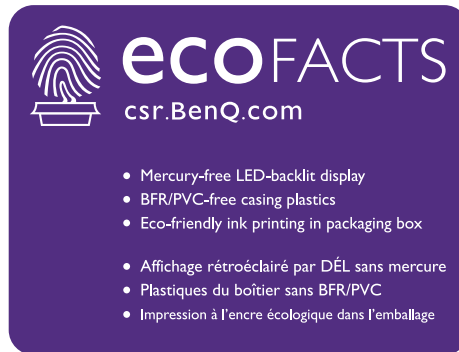 ecoFACTS
csr.BenQ.com
• Mercury-free LED-backlit display
• BFR/PVC-free casing plastics
• Eco-friendly ink printing in packaging box
• Affichage rétroéclairé par DÉL sans mercure
• Plastiques du boîtier sans BFR/PVC
• Impression à l'encre écologique dans l'emballage